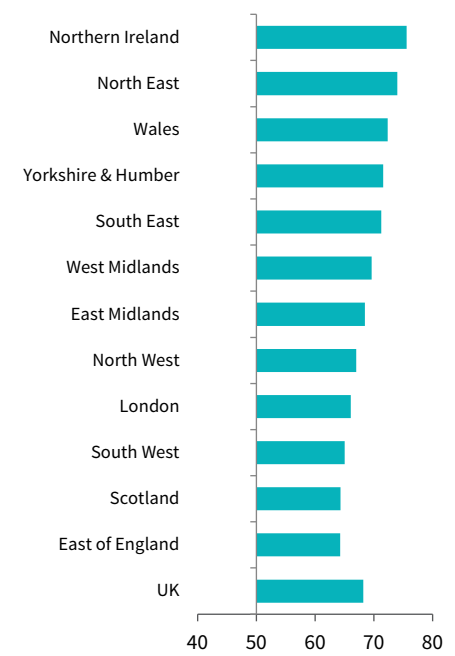 Northern Ireland
North East
Wales
Yorkshire & Humber
South East
West Midlands
East Midlands
North West
London
South West
Scotland
East of England
UK
40 50 60 70 80